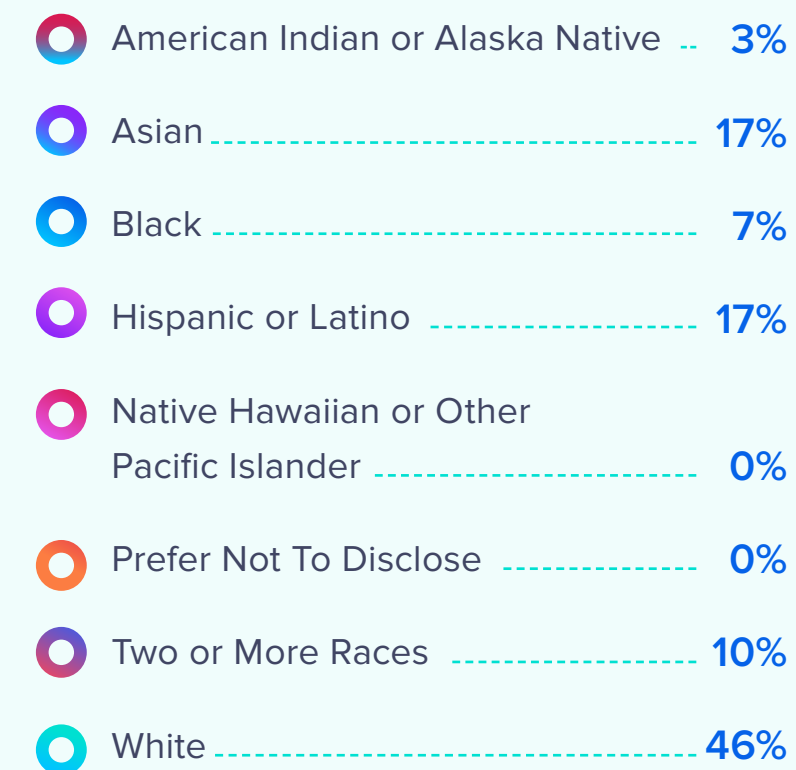 American Indian or Alaska Native 3%
Asian 17%
Black 7%
Hispanic or Latino 17%
Native Hawaiian or Other
Pacific Islander 0%
Prefer Not To Disclose 0%
Two or More Races 10%
White 46%